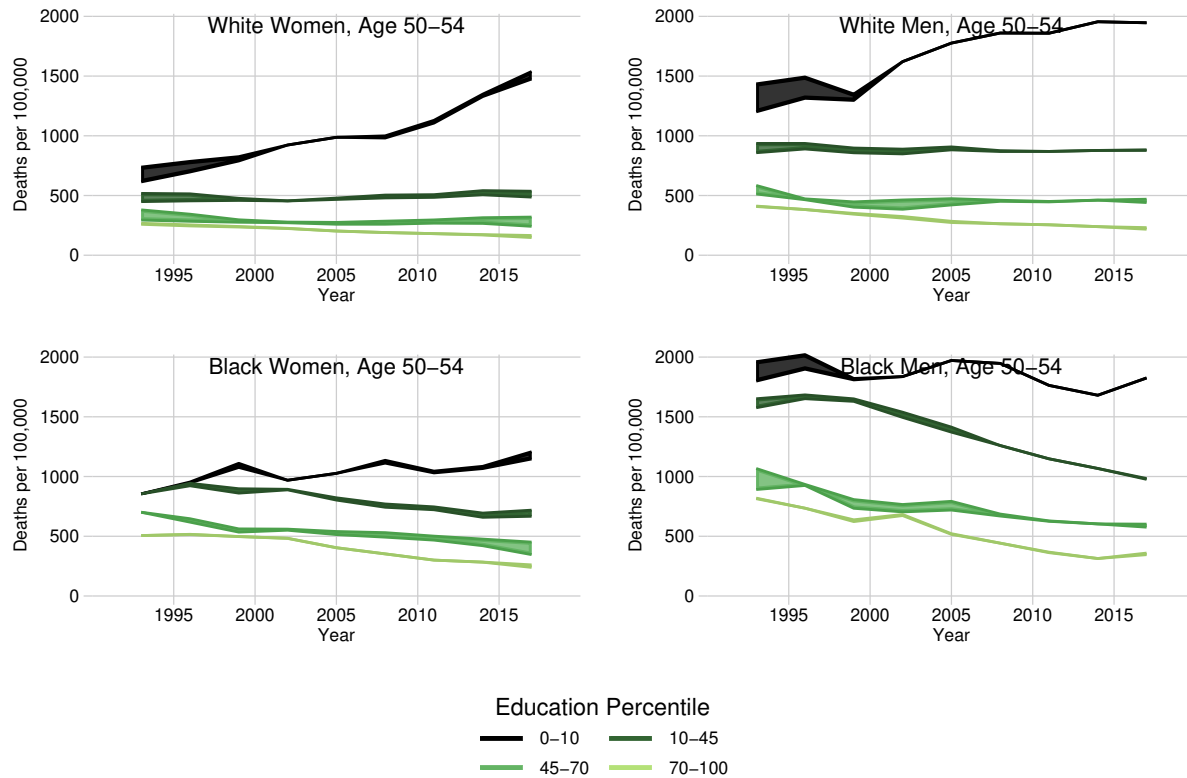 White Women, Age 50−54
2000
1500
1000
500
0
Deaths per 100,000
1995 2000 2005 2010 2015
Year
White Men, Age 50−54
2000
1500
1000
500
0
Deaths per 100,000
1995 2000 2005 2010 2015
Year
Black Women, Age 50−54
2000
1500
1000
500
0
Deaths per 100,000
1995 2000 2005 2010 2015
Year
Black Men, Age 50−54
2000
1500
1000
500
0
Deaths per 100,000
1995 2000 2005 2010 2015
Year
Education Percentile
0−10 10−45
45−70 70−100